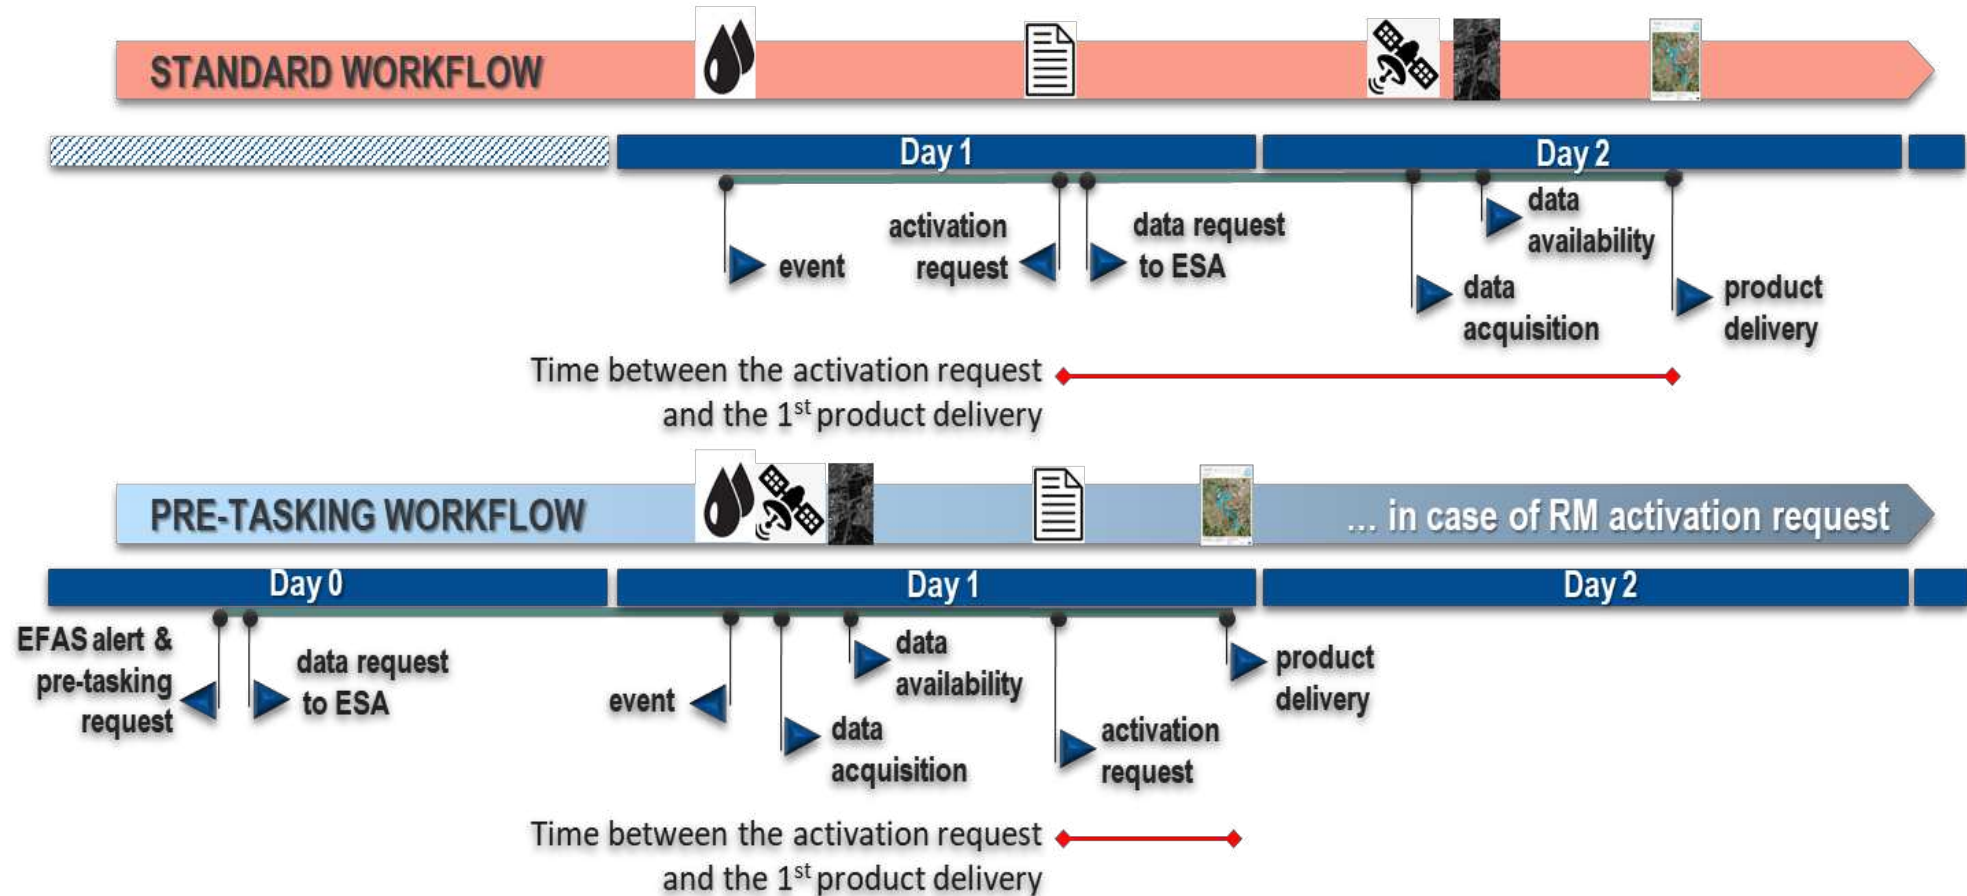 STANDARD WORKFLOW
Day 1
Day 2
event
activation
request
data request
to ESA
data
acquisition
data
availability
product
delivery
Time between the activation request
and the 1st product delivery
PRE-TASKING WORKFLOW
... in case of RM activation request
Day 0
Day 1
Day 2
EFAS alert &
pre-tasking
request
data request
to ESA
event
data
acquisition
data
availability
activation
request
product
delivery
Time between the activation request
and the 1st product delivery